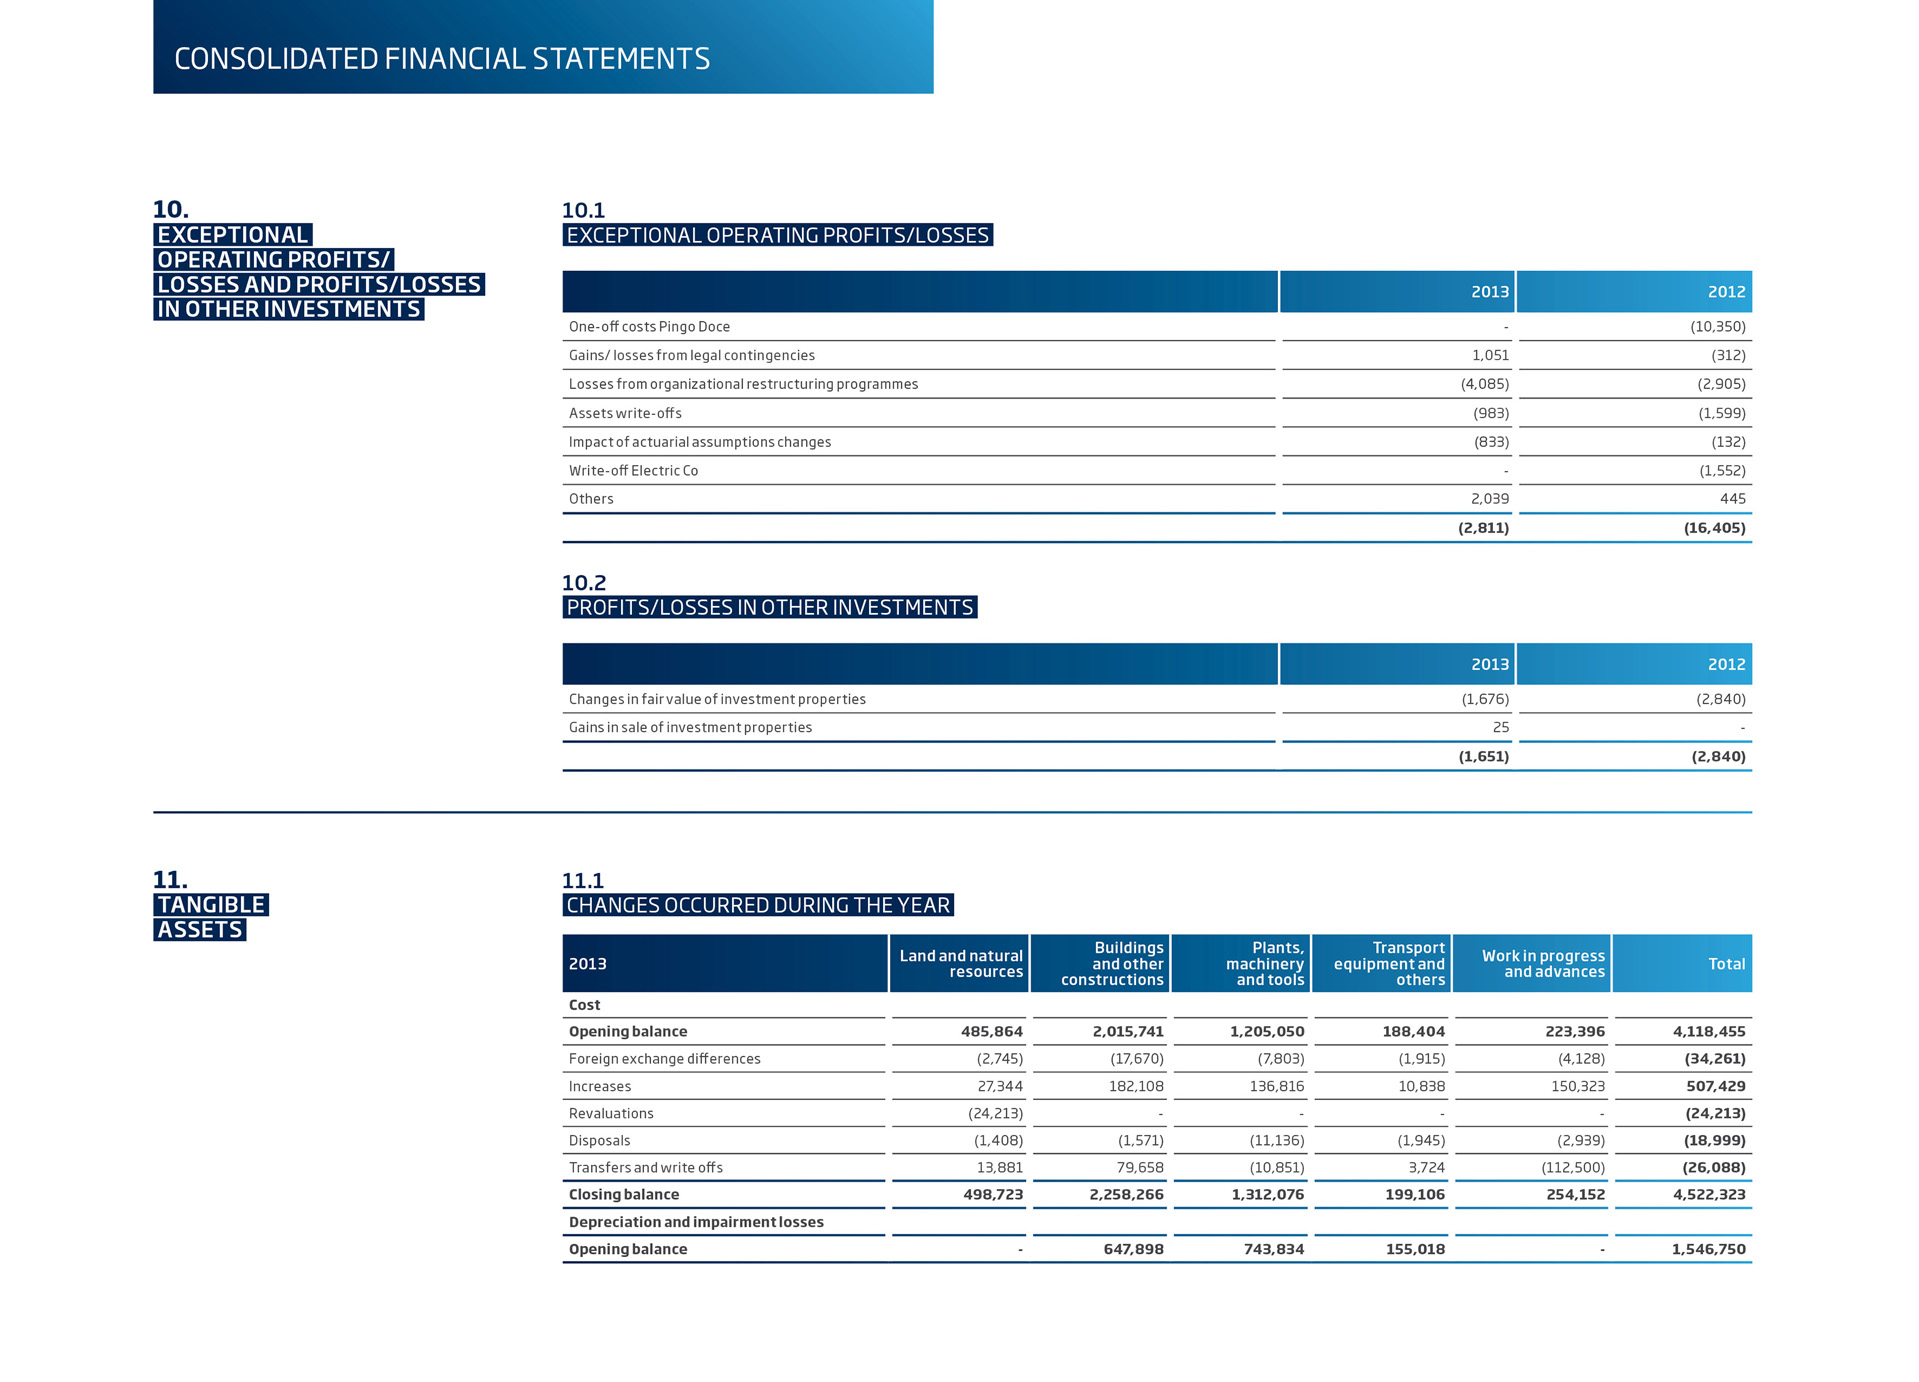 CONSOLIDATED FINANCIAL STATEMENTS
10.
EXCEPTIONAL
OPERATING PROFITS/
LOSSES AND PROFITS/LOSSES
IN OTHER INVESTMENTS
10.1
EXCEPTIONAL OPERATING PROFITS/LOSSES
2013 2012
One-off costs Pingo Doce - (10,350)
Gains/ losses from legal contingencies 1,051 (312)
Losses from organizational restructuring programmes (4,085) (2,905)
Assets write-offs (983) (1,599)
Impact of actuarial assumptions changes (833) (132)
Write-off Electric Co - (1,552)
Others 2,039 445
(2,811) (16,405)
10.2
PROFITS/LOSSES IN OTHER INVESTMENTS
2013 2012
Changes in fair value of investment properties (1,676) (2,840)
Gains in sale of investment properties 25 -
(1,651) (2,840)
11.
TANGIBLE
ASSETS
11.1
CHANGES OCCURRED DURING THE YEAR
2013 Land and natural resources Buildings and other constructions Plants, machinery and tools Transport equipment and others Work in progress and advances Total
Cost
Opening balance 485,864 2,015,741 1,205,050 188,404 223,396 4,118,455
Foreign exchange differences (2,745) (17,670) (7,803) (1,915) (4,128) (34,261)
Increases 27,344 182,108 136,816 10,838 150,323 507,429
Revaluations (24,213) - - - - (24,213)
Disposals (1,408) (1,571) (11,136) (1,945) (2,939) (18,999)
Transfers and write offs 13,881 79,658 (10,851) 3,724 (112,500) (26,088)
Closing balance 498,723 2,258,266 1,312,076 199,106 254,152 4,522,323
Depreciation and impairment losses
Opening balance - 647,898 743,834 155,018 - 1,546,750